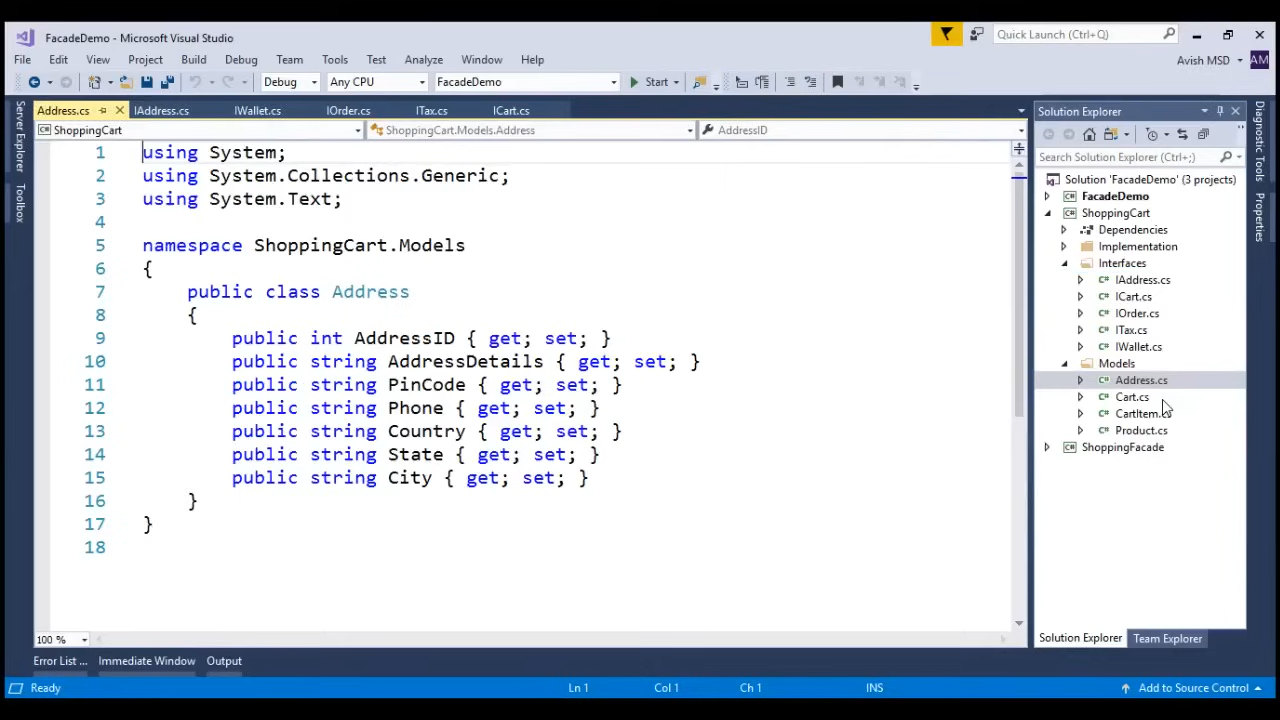 FacadeDemo - Microsoft Visual Studio
Quick Launch (Ctrl+Q)
File Edit View Project Build Debug Team Tools Test Analyze Window Help
Avish MSD AM
Debug Any CPU FacadeDemo Start
Address.cs IAddress.cs IWallet.cs IOrder.cs ITax.cs ICart.cs
ShoppingCart ShoppingCart.Models.Address AddressID
1 using System;
2 using System.Collections.Generic;
3 using System.Text;
4
5 namespace ShoppingCart.Models
6 {
7 public class Address
8 {
9 public int AddressID { get; set; }
10 public string AddressDetails { get; set; }
11 public string PinCode { get; set; }
12 public string Phone { get; set; }
13 public string Country { get; set; }
14 public string State { get; set; }
15 public string City { get; set; }
16 }
17 }
18
100 %
Server Explorer
Toolbox
Solution Explorer
Search Solution Explorer (Ctrl+;)
Solution 'FacadeDemo' (3 projects)
FacadeDemo
ShoppingCart
Dependencies
Implementation
Interfaces
C# IAddress.cs
C# ICart.cs
C# IOrder.cs
C# ITax.cs
C# IWallet.cs
Models
C# Address.cs
C# Cart.cs
C# CartItem.cs
C# Product.cs
C# ShoppingFacade
Solution Explorer Team Explorer
Diagnostic Tools
Properties
Error List ... Immediate Window Output
Ready Ln 1 Col 1 Ch 1 INS Add to Source Control